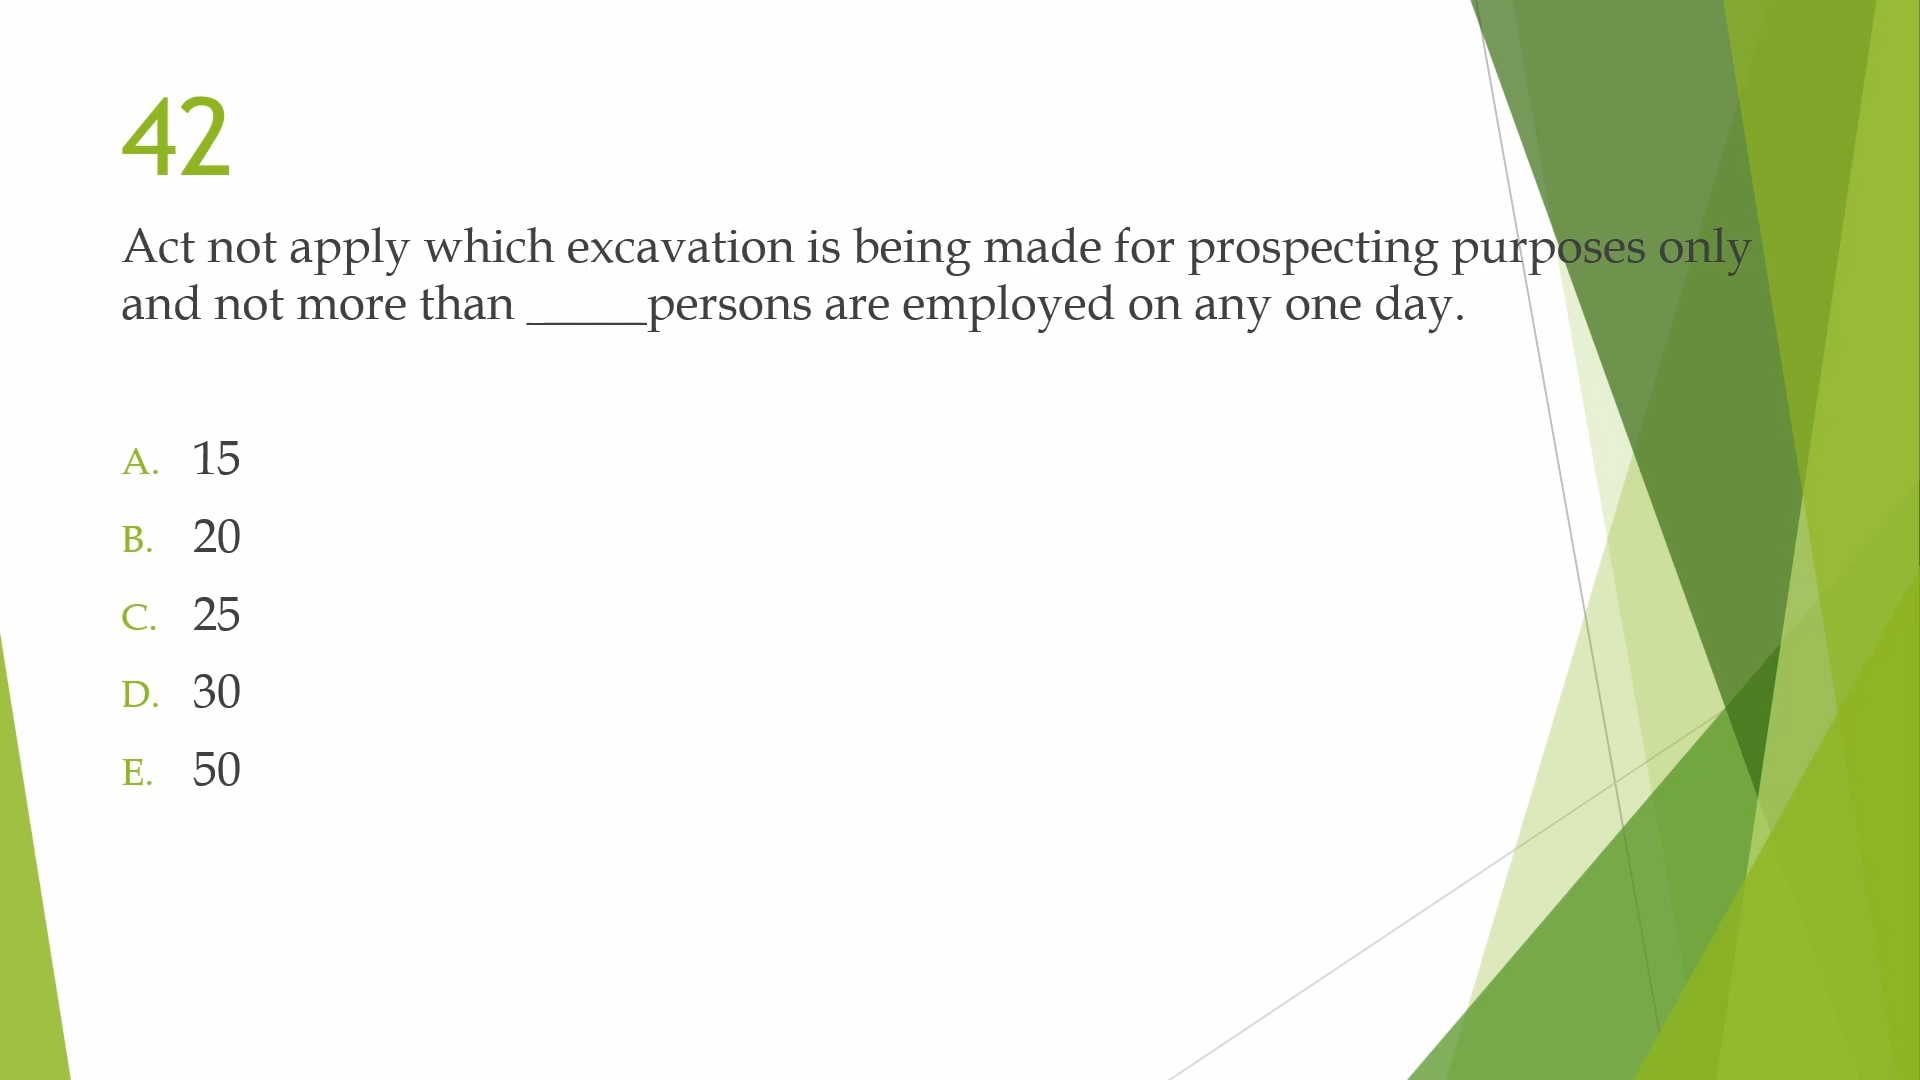 42
Act not apply which excavation is being made for prospecting purposes only
and not more than _____persons are employed on any one day.
A. 15
B. 20
C. 25
D. 30
E. 50